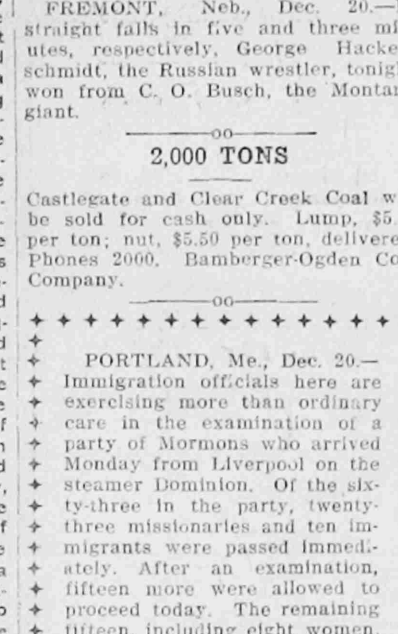 FREMONT, Neb., Dec. 20.—
straight falls in five and three
utes, respectively, George
schmidt, the Russian wrestler,
won from C. O. Busch, the
giant.
oo
2,000 TONS
Castlegate and Clear Creek Coal
be sold for cash only. Lump, $5.
per ton; nut, $5.50 per ton,
Phones 2000. Bamberger-Ogden
Company.
oo
PORTLAND, Me., Dec. 20.—
Immigration officials here are
exercising more than ordinary
care in the examination of a
party of Mormons who arrived
Monday from Liverpool on the
steamer Dominion. Of the six-
ty-three in the party, twenty-
three missionaries and ten im-
migrants were passed immedi-
ately. After an examination,
fifteen more were allowed to
proceed today. The remaining
fifteen, including eight women,